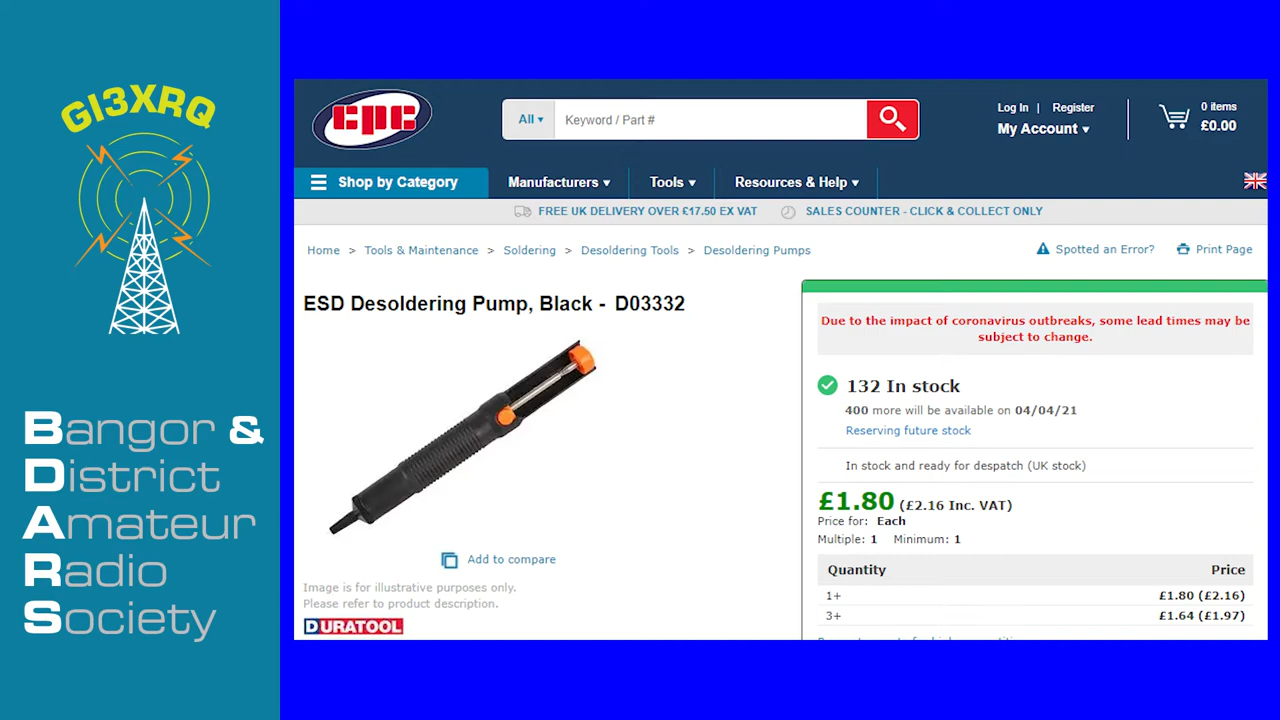 GI3XRQ
Bangor &
District
Amateur
Radio
Society
CPC
All
Keyword / Part #
Log In | Register
My Account
0 items
£0.00
Shop by Category
Manufacturers
Tools
Resources & Help
FREE UK DELIVERY OVER £17.50 EX VAT
SALES COUNTER - CLICK & COLLECT ONLY
Home > Tools & Maintenance > Soldering > Desoldering Tools > Desoldering Pumps
Spotted an Error?
Print Page
ESD Desoldering Pump, Black - D03332
Add to compare
Image is for illustrative purposes only.
Please refer to product description.
DURATOOL
Due to the impact of coronavirus outbreaks, some lead times may be
subject to change.
132 In stock
400 more will be available on 04/04/21
Reserving future stock
In stock and ready for despatch (UK stock)
£1.80 (£2.16 Inc. VAT)
Price for: Each
Multiple: 1 Minimum: 1
Quantity Price
1+ £1.80 (£2.16)
3+ £1.64 (£1.97)